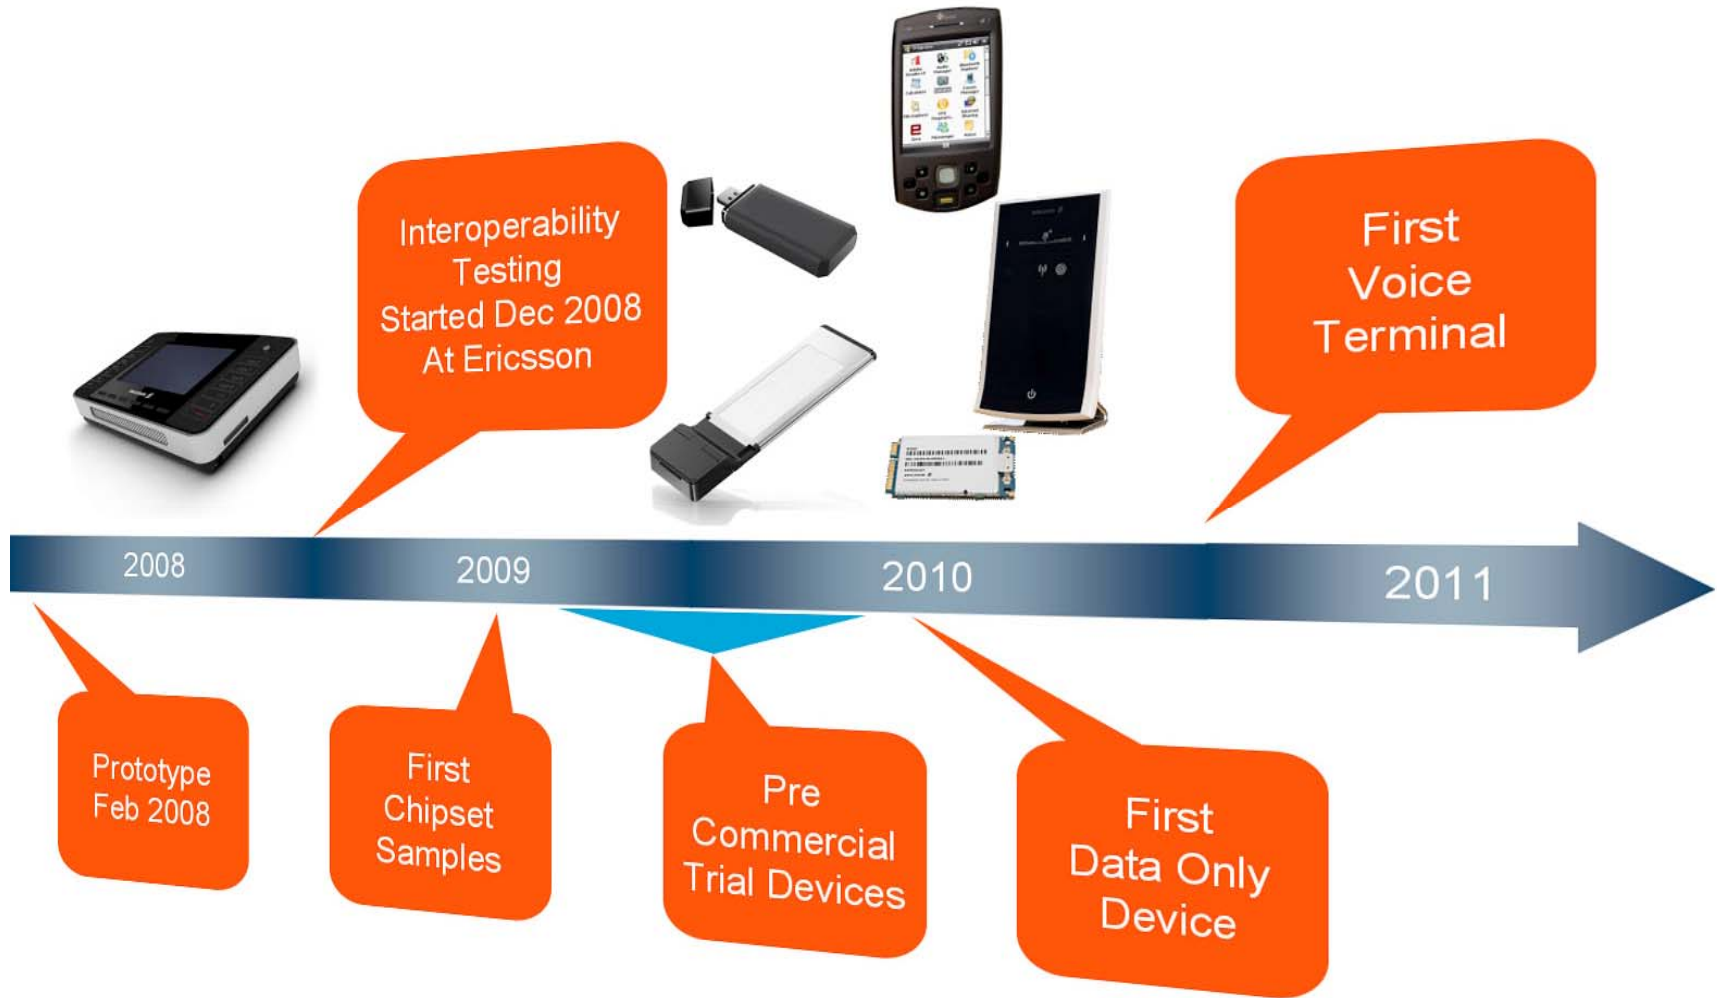 Interoperability
Testing
Started Dec 2008
At Ericsson
First
Voice
Terminal
2008
2009
2010
2011
Prototype
Feb 2008
First
Chipset
Samples
Pre
Commercial
Trial Devices
First
Data Only
Device